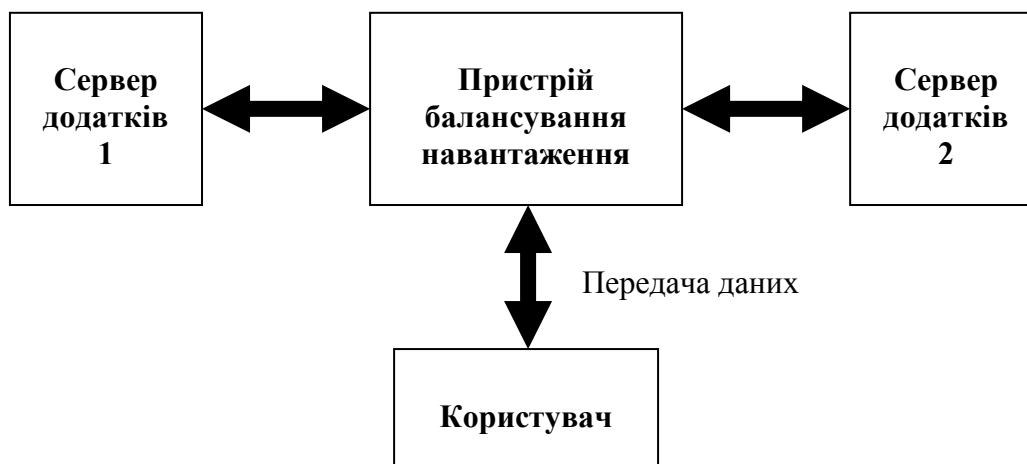 Сервер
додатків
1
Пристрій
балансування
навантаження
Сервер
додатків
2
Передача даних
Користувач